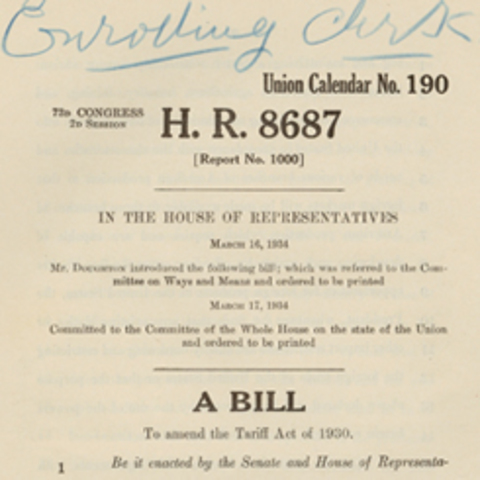 Enrolling Clerk
Union Calendar No. 190
73D CONGRESS
2D SESSION
H. R. 8687
[Report No. 1000]
IN THE HOUSE OF REPRESENTATIVES
MARCH 16, 1934
Mr. DOUGHTON introduced the following bill; which was referred to the Com-
mittee on Ways and Means and ordered to be printed
MARCH 17, 1934
Committed to the Committee of the Whole House on the state of the Union
and ordered to be printed
A BILL
To amend the Tariff Act of 1930.
1 Be it enacted by the Senate and House of Representa-